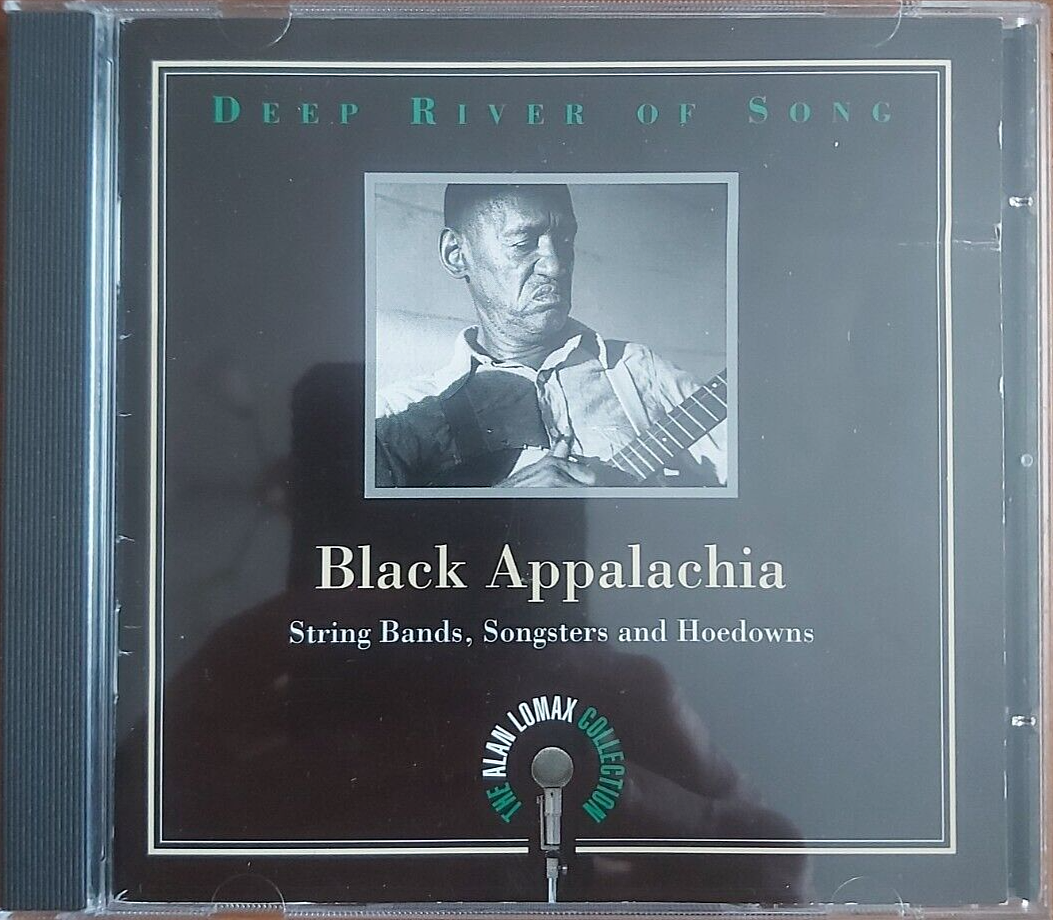 DEEP RIVER OF SONG
Black Appalachia
String Bands, Songsters and Hoedowns
THE ALAN LOMAX COLLECTION